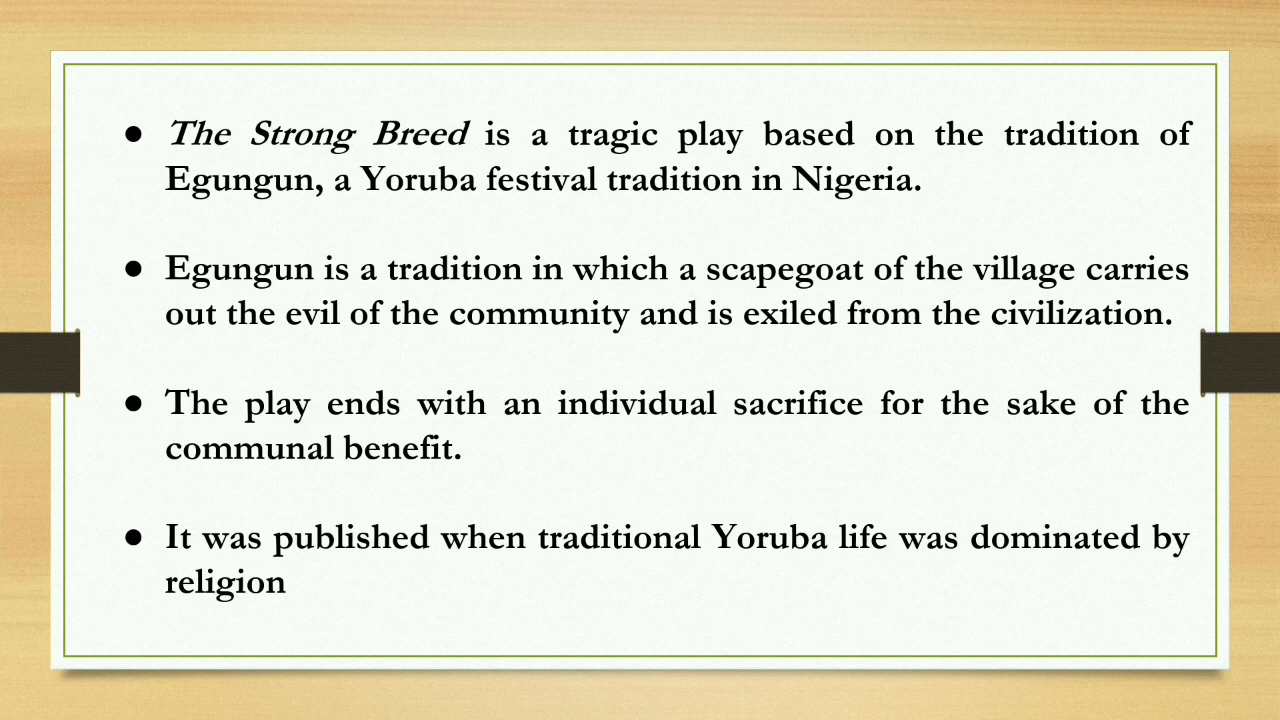 ● The Strong Breed is a tragic play based on the tradition of
Egungun, a Yoruba festival tradition in Nigeria.
● Egungun is a tradition in which a scapegoat of the village carries
out the evil of the community and is exiled from the civilization.
● The play ends with an individual sacrifice for the sake of the
communal benefit.
● It was published when traditional Yoruba life was dominated by
religion